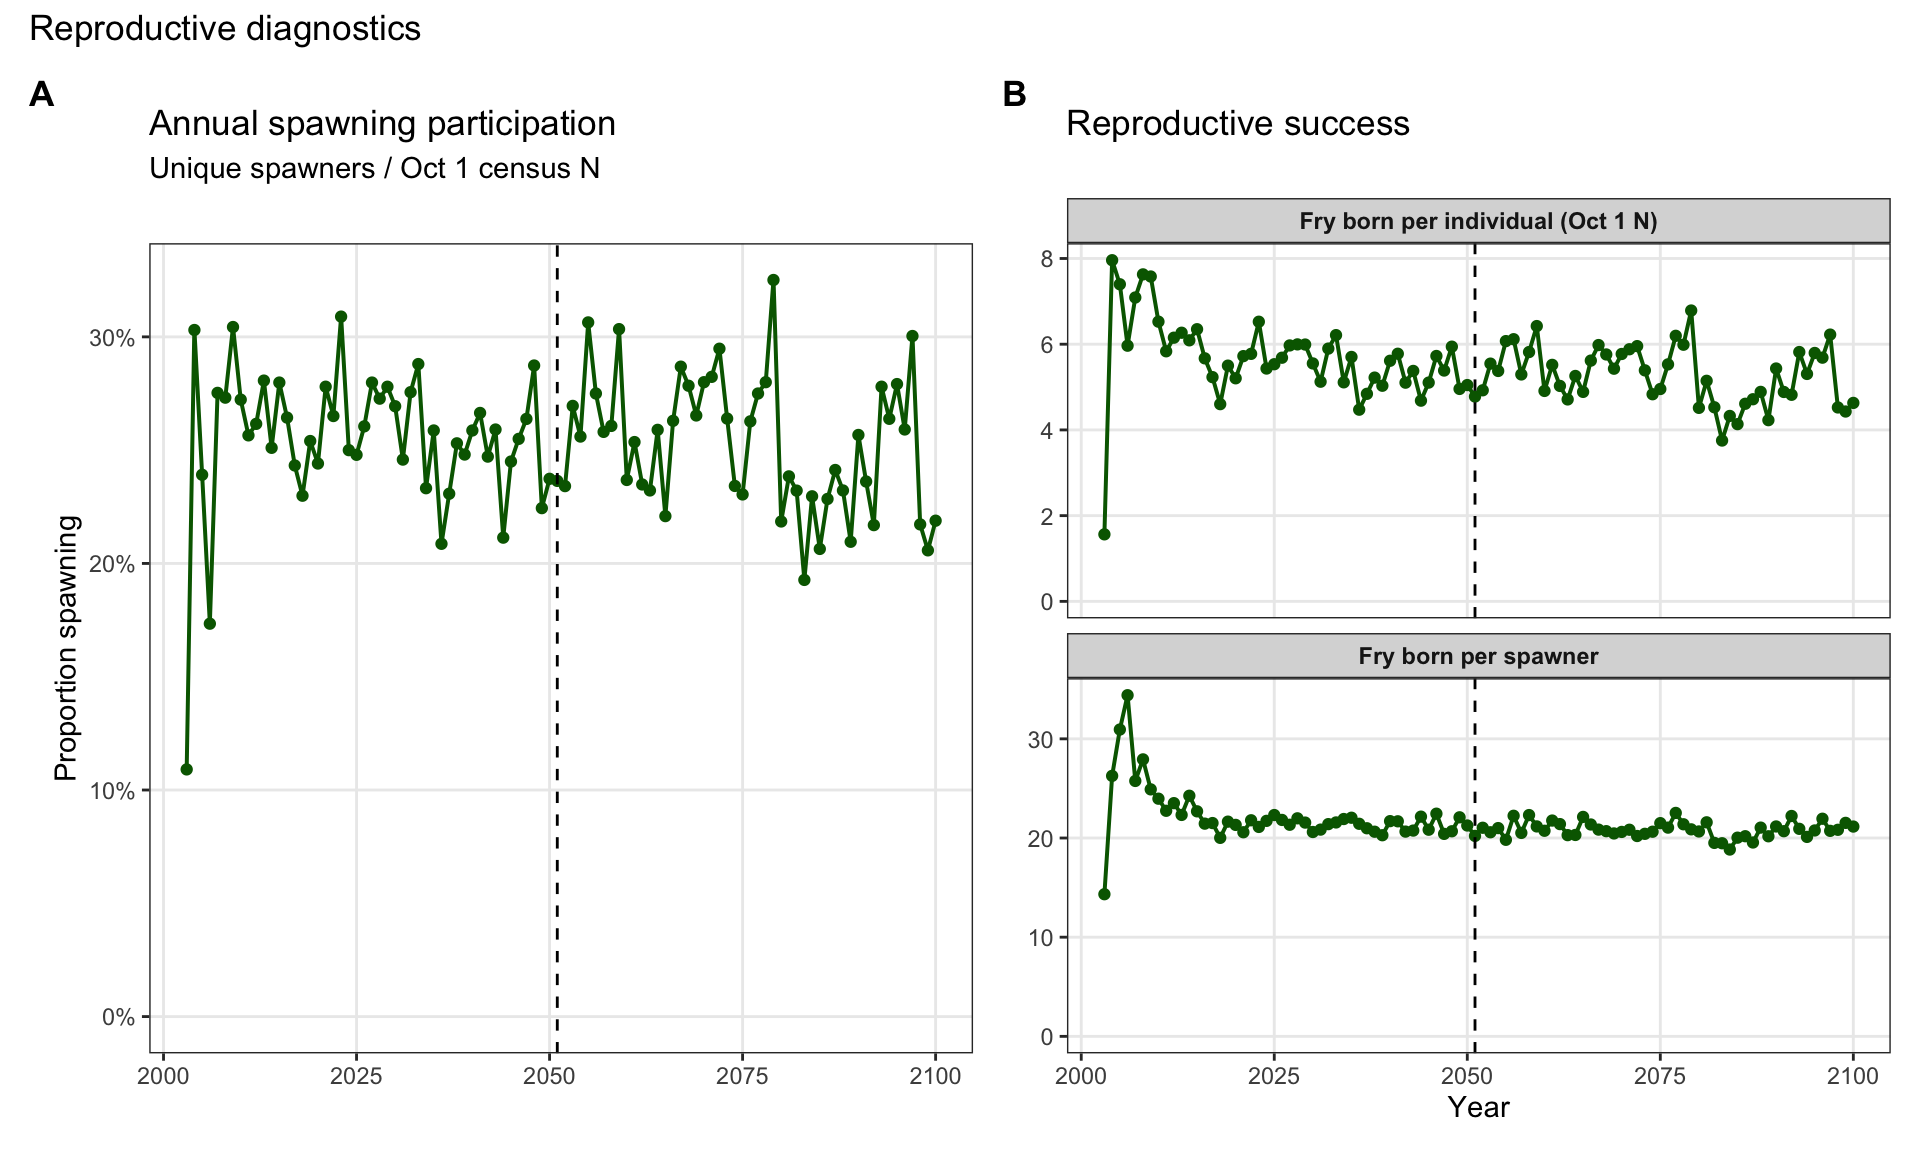 Reproductive diagnostics
A
Annual spawning participation
Unique spawners / Oct 1 census N
Proportion spawning
30%
20%
10%
0%
2000 2025 2050 2075 2100
B
Reproductive success
Fry born per individual (Oct 1 N)
8
6
4
2
0
Fry born per spawner
30
20
10
0
2000 2025 2050 2075 2100
Year